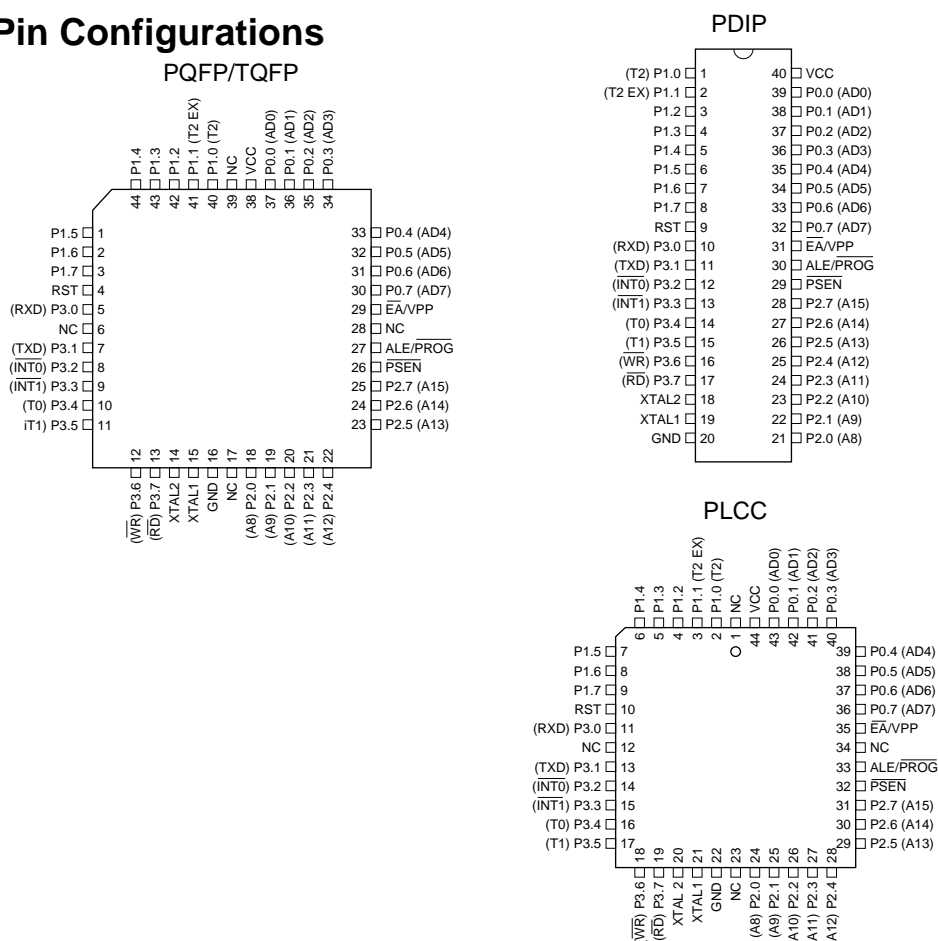 Pin Configurations
PQFP/TQFP
P1.4
P1.3
P1.2
P1.1 (T2 EX)
P1.0 (T2)
NC
VCC
P0.0 (AD0)
P0.1 (AD1)
P0.2 (AD2)
P0.3 (AD3)
44 43 42 41 40 39 38 37 36 35 34
P1.5 1
P1.6 2
P1.7 3
RST 4
(RXD) P3.0 5
NC 6
(TXD) P3.1 7
(INT0) P3.2 8
(INT1) P3.3 9
(T0) P3.4 10
iT1) P3.5 11
33 P0.4 (AD4)
32 P0.5 (AD5)
31 P0.6 (AD6)
30 P0.7 (AD7)
29 EA/VPP
28 NC
27 ALE/PROG
26 PSEN
25 P2.7 (A15)
24 P2.6 (A14)
23 P2.5 (A13)
12 13 14 15 16 17 18 19 20 21 22
(WR) P3.6
(RD) P3.7
XTAL2
XTAL1
GND
NC
(A8) P2.0
(A9) P2.1
(A10) P2.2
(A11) P2.3
(A12) P2.4
PDIP
(T2) P1.0 1
(T2 EX) P1.1 2
P1.2 3
P1.3 4
P1.4 5
P1.5 6
P1.6 7
P1.7 8
RST 9
(RXD) P3.0 10
(TXD) P3.1 11
(INT0) P3.2 12
(INT1) P3.3 13
(T0) P3.4 14
(T1) P3.5 15
(WR) P3.6 16
(RD) P3.7 17
XTAL2 18
XTAL1 19
GND 20
40 VCC
39 P0.0 (AD0)
38 P0.1 (AD1)
37 P0.2 (AD2)
36 P0.3 (AD3)
35 P0.4 (AD4)
34 P0.5 (AD5)
33 P0.6 (AD6)
32 P0.7 (AD7)
31 EA/VPP
30 ALE/PROG
29 PSEN
28 P2.7 (A15)
27 P2.6 (A14)
26 P2.5 (A13)
25 P2.4 (A12)
24 P2.3 (A11)
23 P2.2 (A10)
22 P2.1 (A9)
21 P2.0 (A8)
PLCC
P1.4
P1.3
P1.2
P1.1 (T2 EX)
P1.0 (T2)
NC
VCC
P0.0 (AD0)
P0.1 (AD1)
P0.2 (AD2)
P0.3 (AD3)
6 5 4 3 2 1 44 43 42 41 40
P1.5 7
P1.6 8
P1.7 9
RST 10
(RXD) P3.0 11
NC 12
(TXD) P3.1 13
(INT0) P3.2 14
(INT1) P3.3 15
(T0) P3.4 16
(T1) P3.5 17
39 P0.4 (AD4)
38 P0.5 (AD5)
37 P0.6 (AD6)
36 P0.7 (AD7)
35 EA/VPP
34 NC
33 ALE/PROG
32 PSEN
31 P2.7 (A15)
30 P2.6 (A14)
29 P2.5 (A13)
18 19 20 21 22 23 24 25 26 27 28
WR) P3.6
(RD) P3.7
XTAL 2
XTAL1
GND
NC
(A8) P2.0
(A9) P2.1
A10) P2.2
A11) P2.3
A12) P2.4